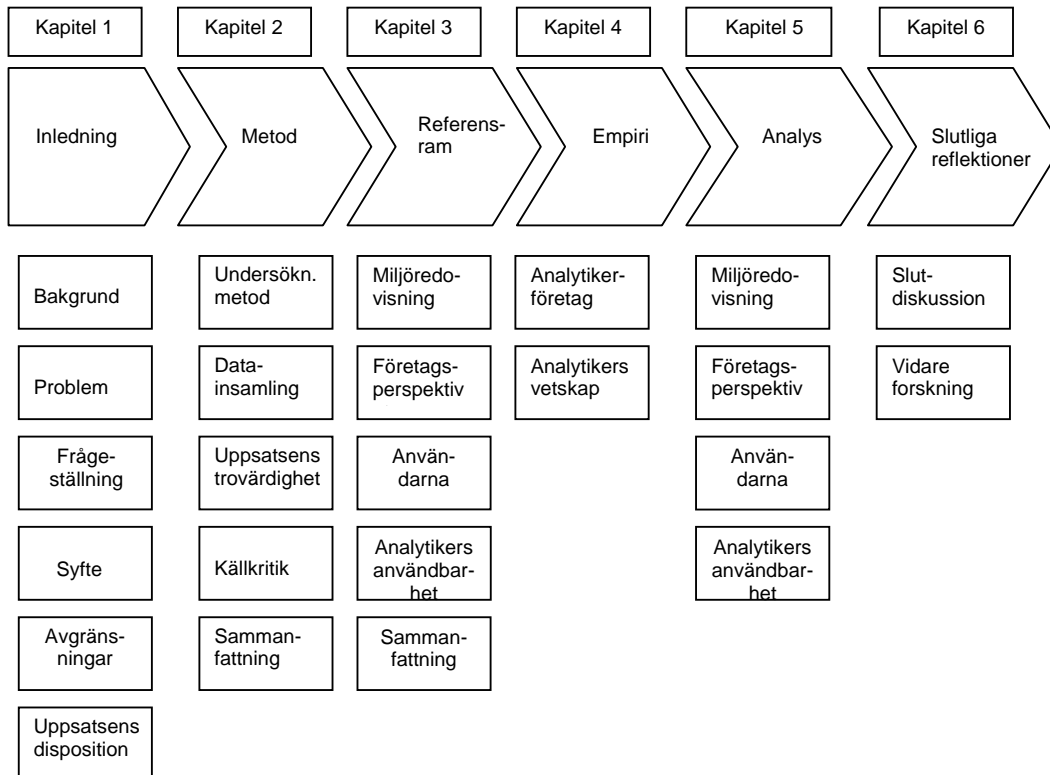 Kapitel 1
Kapitel 2
Kapitel 3
Kapitel 4
Kapitel 5
Kapitel 6
Inledning
Metod
Referens-
ram
Empiri
Analys
Slutliga
reflektioner
Bakgrund
Undersökn.
metod
Miljöredo-
visning
Analytiker-
företag
Miljöredo-
visning
Slut-
diskussion
Problem
Data-
insamling
Företags-
perspektiv
Analytikers
vetskap
Företags-
perspektiv
Vidare
forskning
Fråge-
ställning
Uppsatsens
trovärdighet
Använ-
darna
Använ-
darna
Syfte
Källkritik
Analytikers
användbar-
het
Analytikers
användbar-
het
Avgräns-
ningar
Samman-
fattning
Samman-
fattning
Uppsatsens
disposition